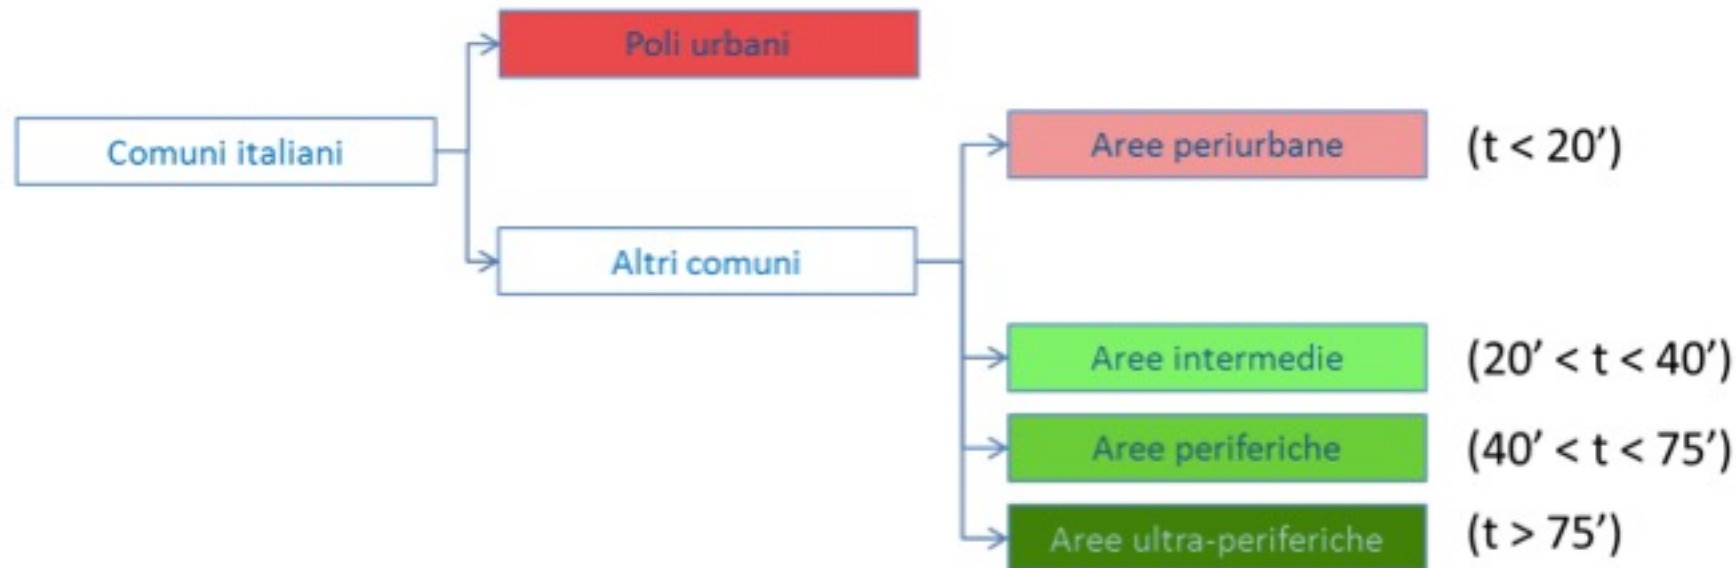 Poli urbani
Comuni italiani
Aree periurbane (t < 20’)
Altri comuni
Aree intermedie (20’ < t < 40’)
Aree periferiche (40’ < t < 75’)
Aree ultra-periferiche (t > 75’)